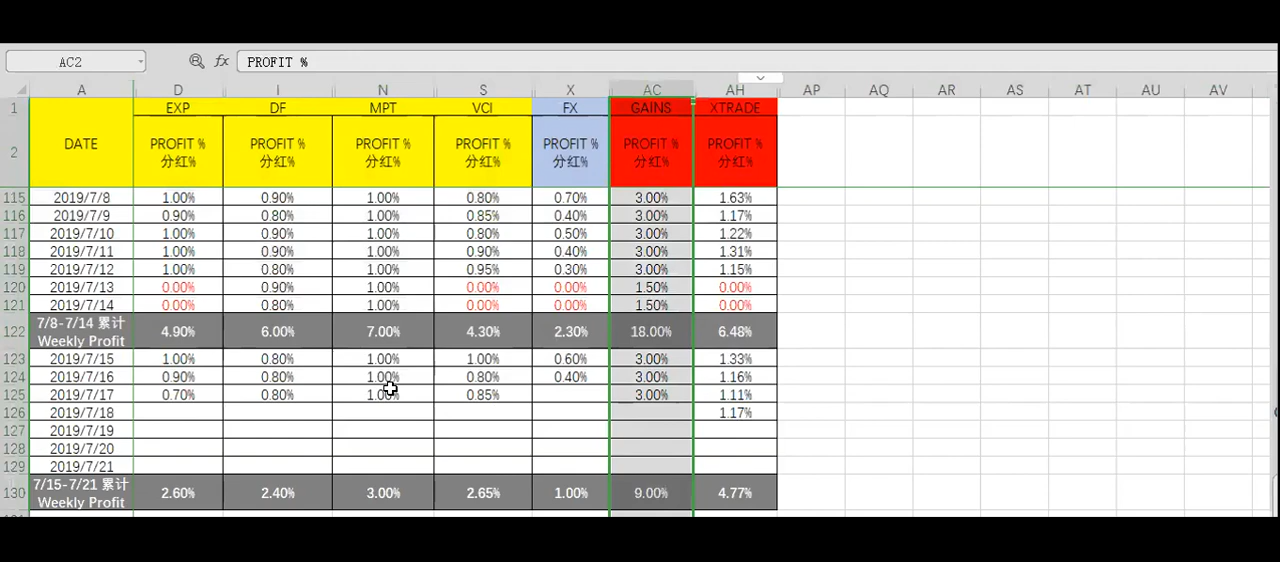 AC2 fx PROFIT %
A D I N S X AC AH AP AQ AR AS AT AU AV
1 EXP DF MPT VCI FX GAINS XTRADE
2 DATE PROFIT % PROFIT % PROFIT % PROFIT % PROFIT % PROFIT % PROFIT %
分红% 分红% 分红% 分红% 分红% 分红% 分红%
115 2019/7/8 1.00% 0.90% 1.00% 0.80% 0.70% 3.00% 1.63%
116 2019/7/9 0.90% 0.80% 1.00% 0.85% 0.40% 3.00% 1.17%
117 2019/7/10 1.00% 0.90% 1.00% 0.80% 0.50% 3.00% 1.22%
118 2019/7/11 1.00% 0.90% 1.00% 0.90% 0.40% 3.00% 1.31%
119 2019/7/12 1.00% 0.80% 1.00% 0.95% 0.30% 3.00% 1.15%
120 2019/7/13 0.00% 0.90% 1.00% 0.00% 0.00% 1.50% 0.00%
121 2019/7/14 0.00% 0.80% 1.00% 0.00% 0.00% 1.50% 0.00%
122 7/8-7/14 累计
Weekly Profit 4.90% 6.00% 7.00% 4.30% 2.30% 18.00% 6.48%
123 2019/7/15 1.00% 0.80% 1.00% 1.00% 0.60% 3.00% 1.33%
124 2019/7/16 0.90% 0.80% 1.00% 0.80% 0.40% 3.00% 1.16%
125 2019/7/17 0.70% 0.80% 1.00% 0.85% 3.00% 1.11%
126 2019/7/18 1.17%
127 2019/7/19
128 2019/7/20
129 2019/7/21
130 7/15-7/21 累计
Weekly Profit 2.60% 2.40% 3.00% 2.65% 1.00% 9.00% 4.77%